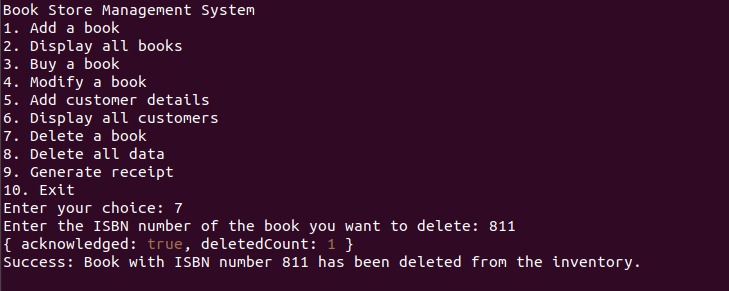 Book Store Management System
1. Add a book
2. Display all books
3. Buy a book
4. Modify a book
5. Add customer details
6. Display all customers
7. Delete a book
8. Delete all data
9. Generate receipt
10. Exit
Enter your choice: 7
Enter the ISBN number of the book you want to delete: 811
{ acknowledged: true, deletedCount: 1 }
Success: Book with ISBN number 811 has been deleted from the inventory.